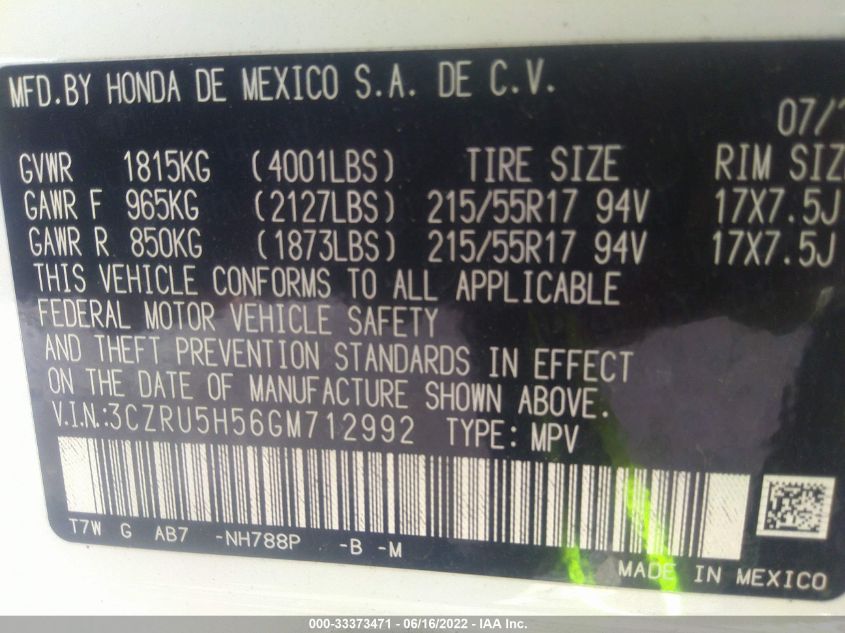 MFD.BY HONDA DE MEXICO S.A. DE C.V.
07/
GVWR 1815KG (4001LBS) TIRE SIZE RIM SIZ
GAWR F 965KG (2127LBS) 215/55R17 94V 17X7.5J
GAWR R 850KG (1873LBS) 215/55R17 94V 17X7.5J
THIS VEHICLE CONFORMS TO ALL APPLICABLE
FEDERAL MOTOR VEHICLE SAFETY
AND THEFT PREVENTION STANDARDS IN EFFECT
ON THE DATE OF MANUFACTURE SHOWN ABOVE.
V.I.N.:3CZRU5H56GM712992 TYPE: MPV
T7W G AB7 -NH788P -B -M
MADE IN MEXICO
000-33373471 - 06/16/2022 - IAA Inc.